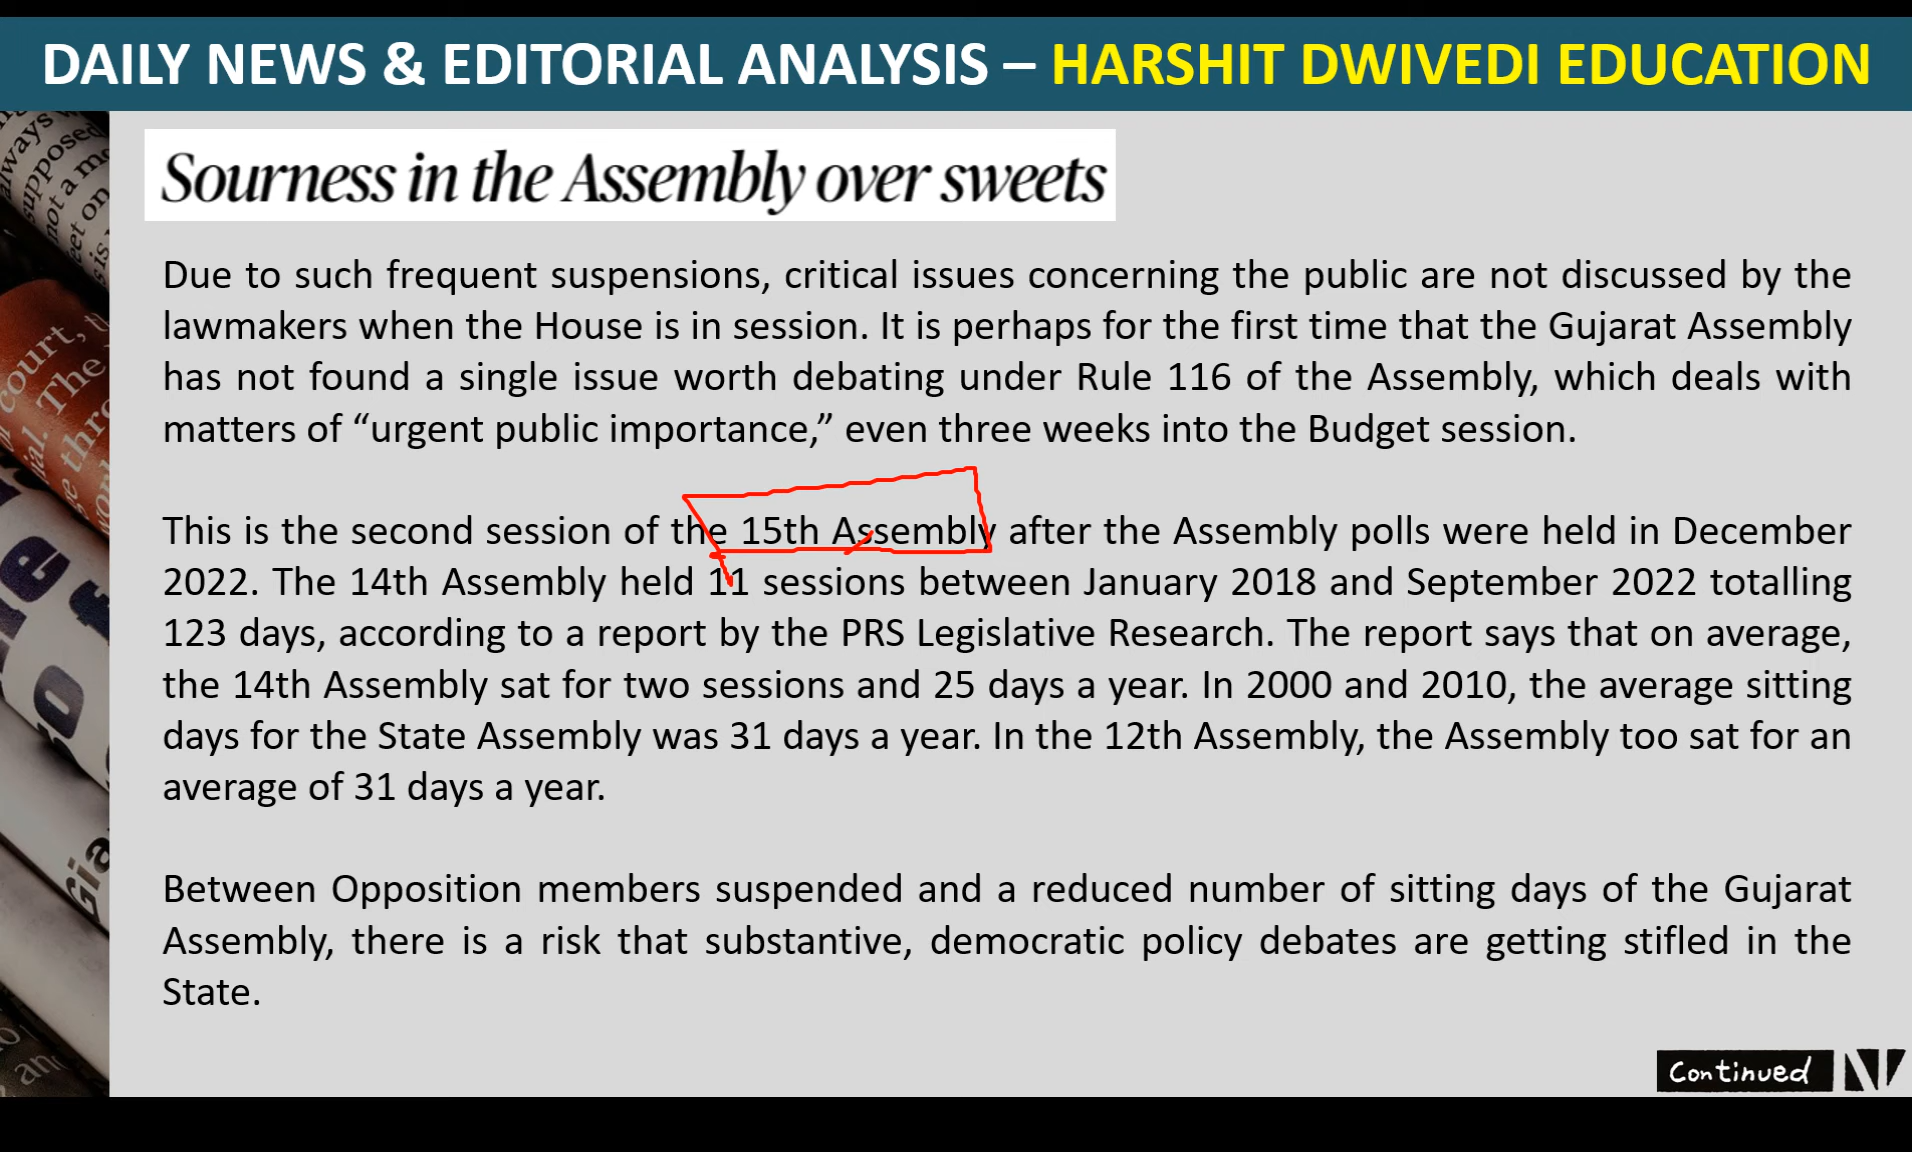 DAILY NEWS & EDITORIAL ANALYSIS – HARSHIT DWIVEDI EDUCATION
Sourness in the Assembly over sweets
Due to such frequent suspensions, critical issues concerning the public are not discussed by the
lawmakers when the House is in session. It is perhaps for the first time that the Gujarat Assembly
has not found a single issue worth debating under Rule 116 of the Assembly, which deals with
matters of “urgent public importance,” even three weeks into the Budget session.
This is the second session of the 15th Assembly after the Assembly polls were held in December
2022. The 14th Assembly held 11 sessions between January 2018 and September 2022 totalling
123 days, according to a report by the PRS Legislative Research. The report says that on average,
the 14th Assembly sat for two sessions and 25 days a year. In 2000 and 2010, the average sitting
days for the State Assembly was 31 days a year. In the 12th Assembly, the Assembly too sat for an
average of 31 days a year.
Between Opposition members suspended and a reduced number of sitting days of the Gujarat
Assembly, there is a risk that substantive, democratic policy debates are getting stifled in the
State.
Continued
always
supposed
not a
court,
The